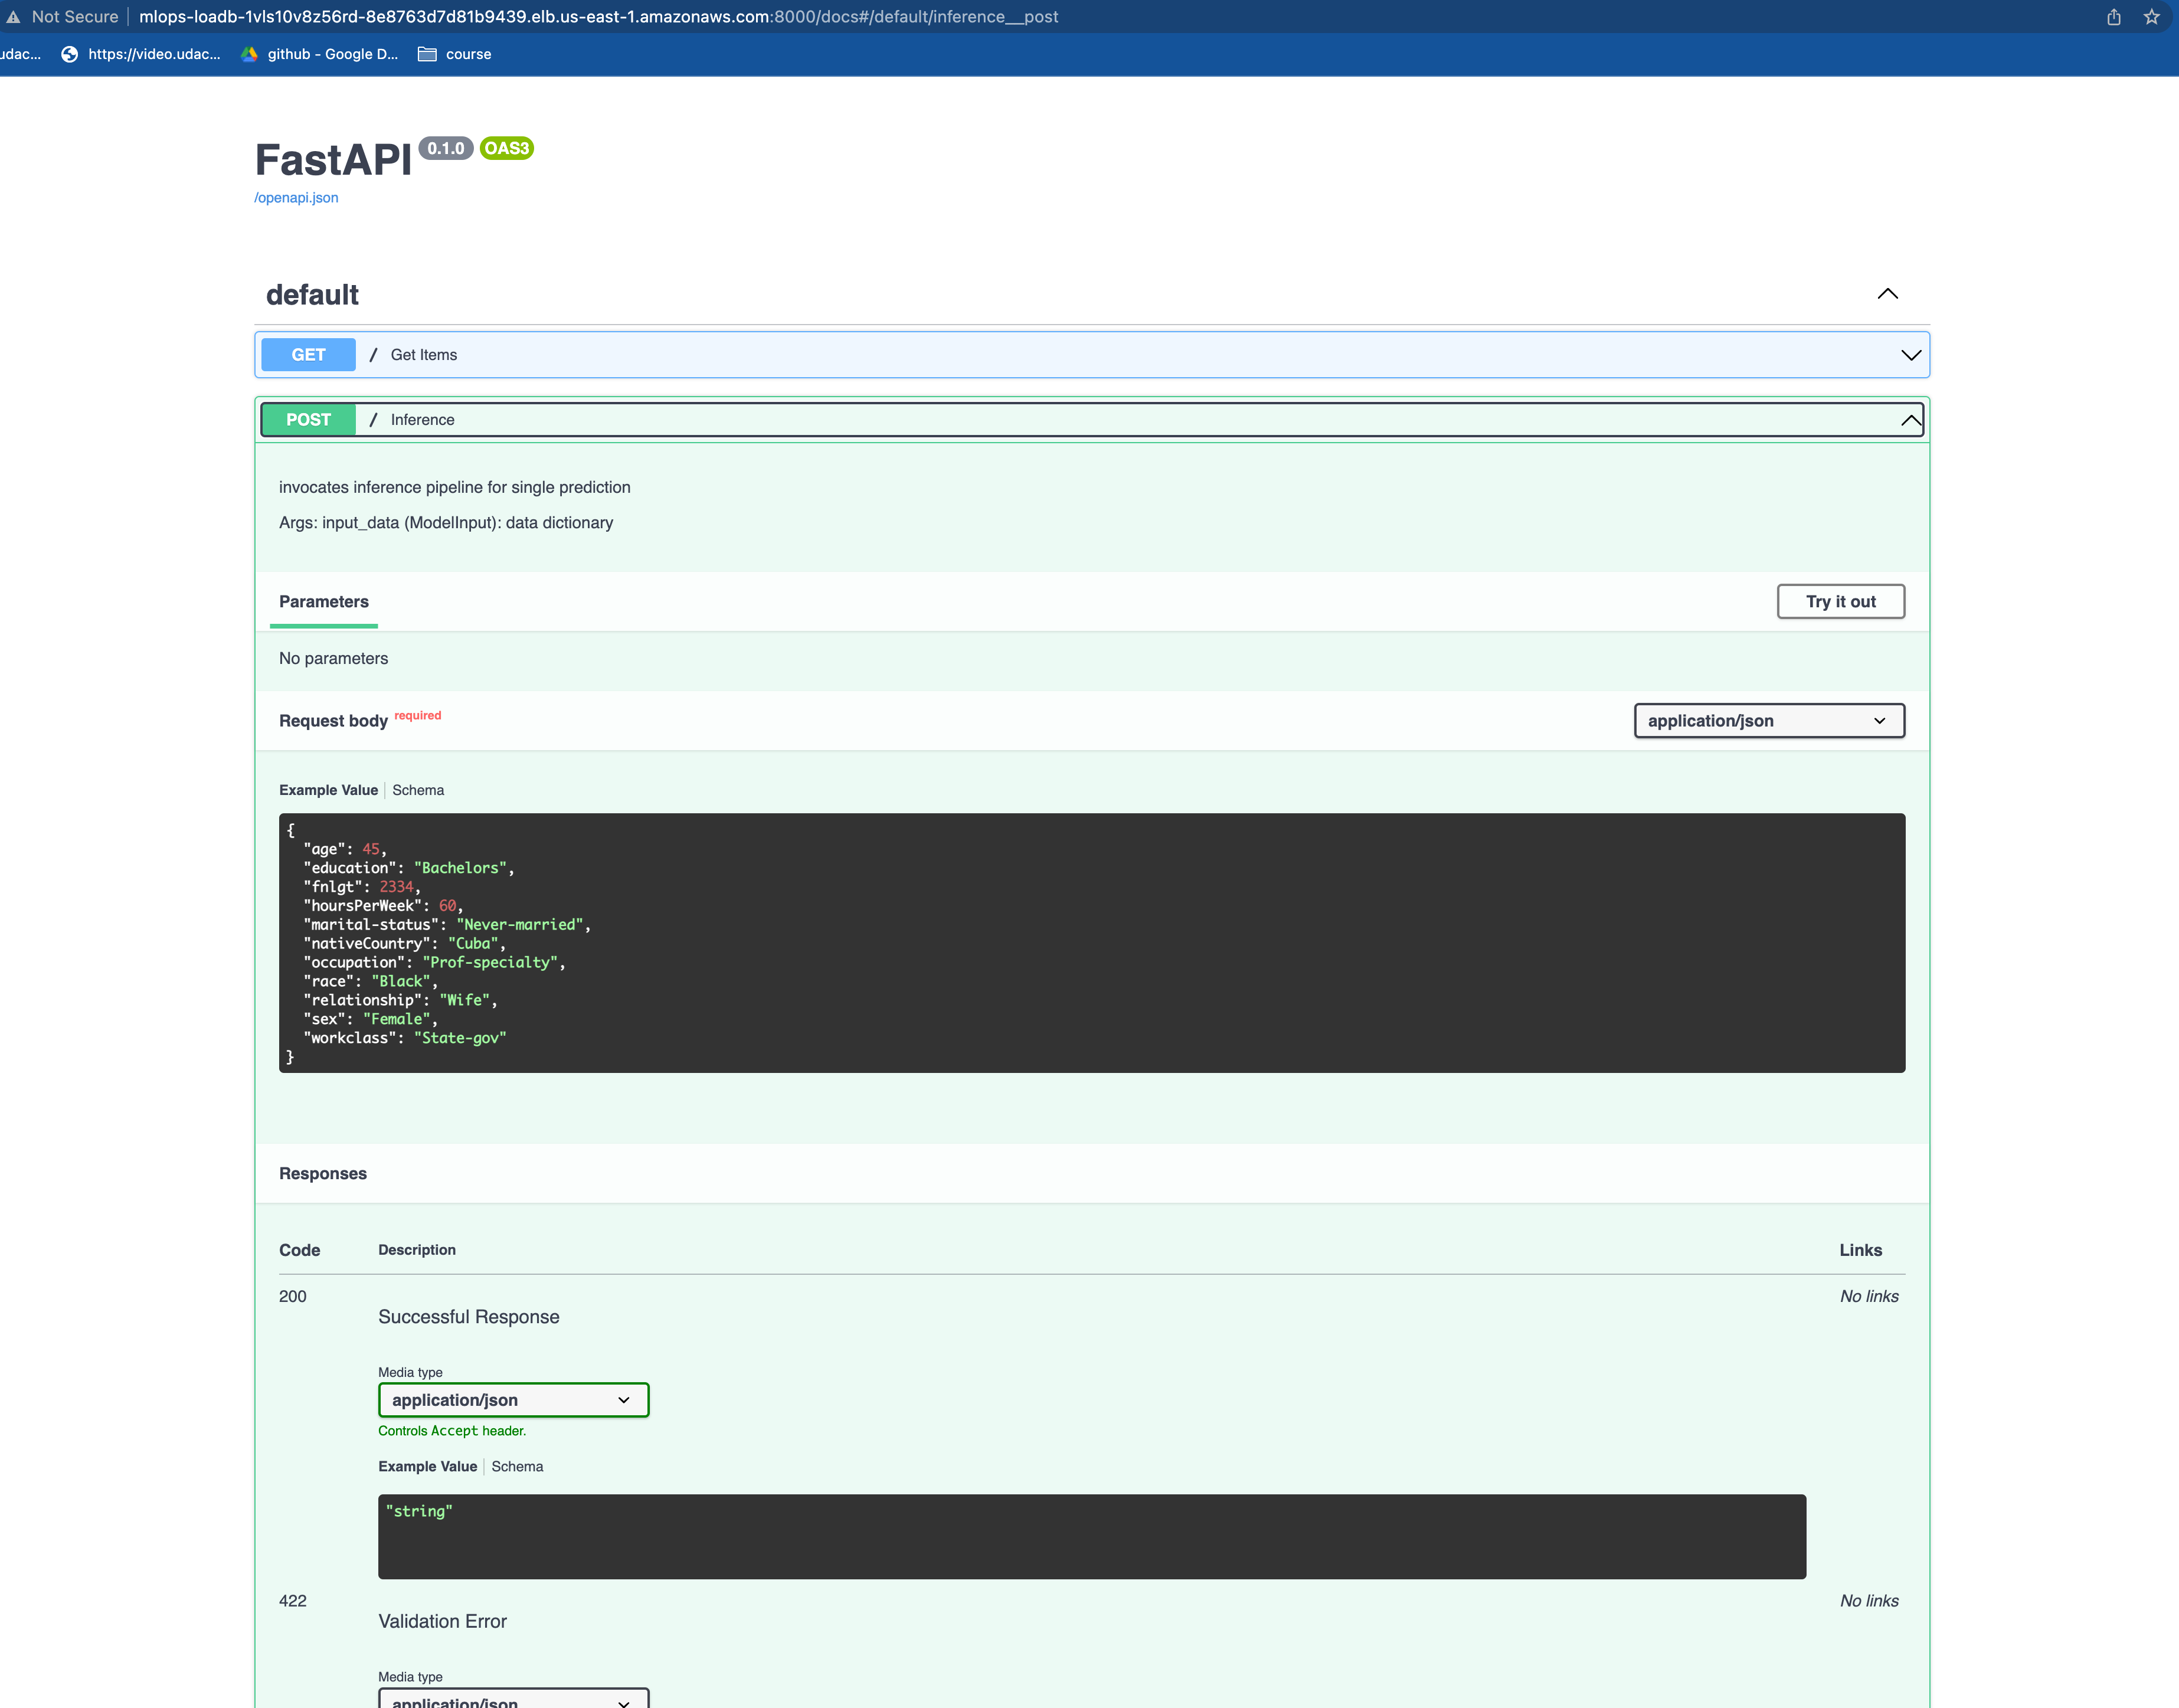 Not Secure mlops-loadb-1vls10v8z56rd-8e8763d7d81b9439.elb.us-east-1.amazonaws.com:8000/docs#/default/inference__post
udac... https://video.udac... github - Google D... course
FastAPI 0.1.0 OAS3
/openapi.json
default
GET / Get Items
POST / Inference
invocates inference pipeline for single prediction
Args: input_data (ModelInput): data dictionary
Parameters Try it out
No parameters
Request body required application/json
Example Value Schema
{
"age": 45,
"education": "Bachelors",
"fnlgt": 2334,
"hoursPerWeek": 60,
"marital-status": "Never-married",
"nativeCountry": "Cuba",
"occupation": "Prof-specialty",
"race": "Black",
"relationship": "Wife",
"sex": "Female",
"workclass": "State-gov"
}
Responses
Code Description Links
200 No links
Successful Response
Media type
application/json
Controls Accept header.
Example Value Schema
"string"
422 No links
Validation Error
Media type
application/json